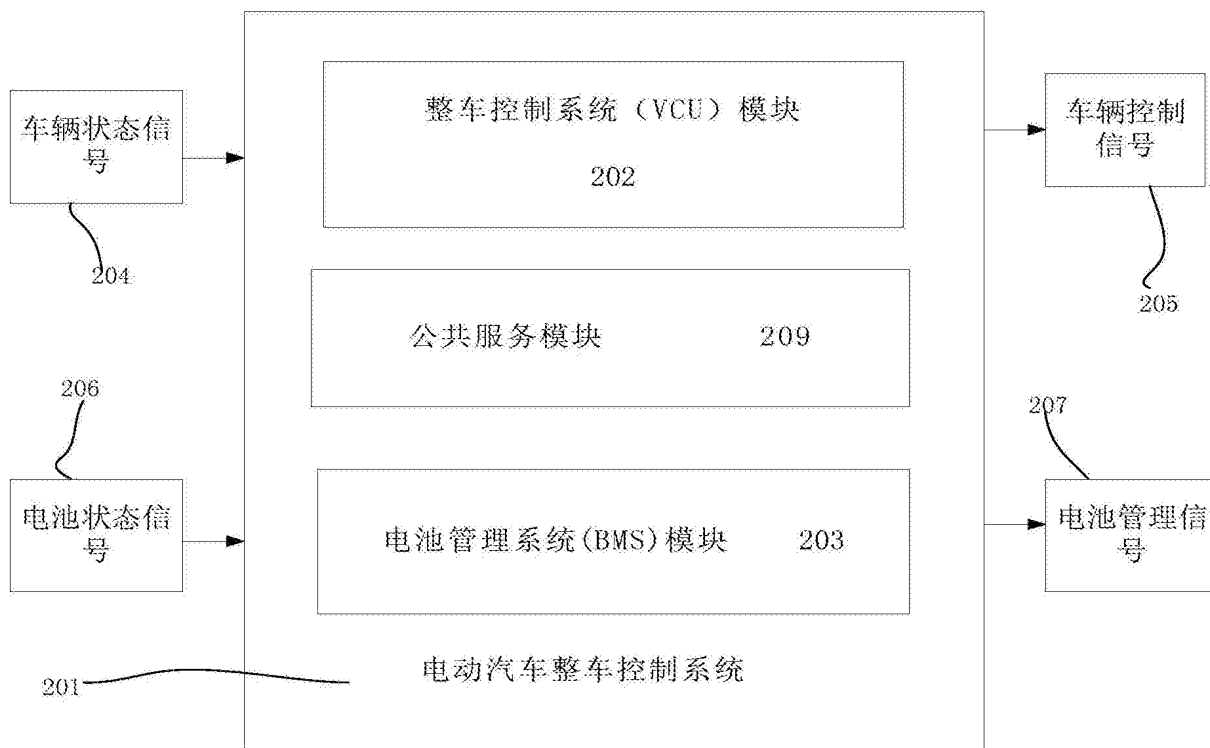 整车控制系统（VCU）模块
202
车辆状态信
号
204
车辆控制
信号
205
公共服务模块 209
206
电池状态信
号
207
电池管理信
号
电池管理系统(BMS)模块 203
电动汽车整车控制系统
201